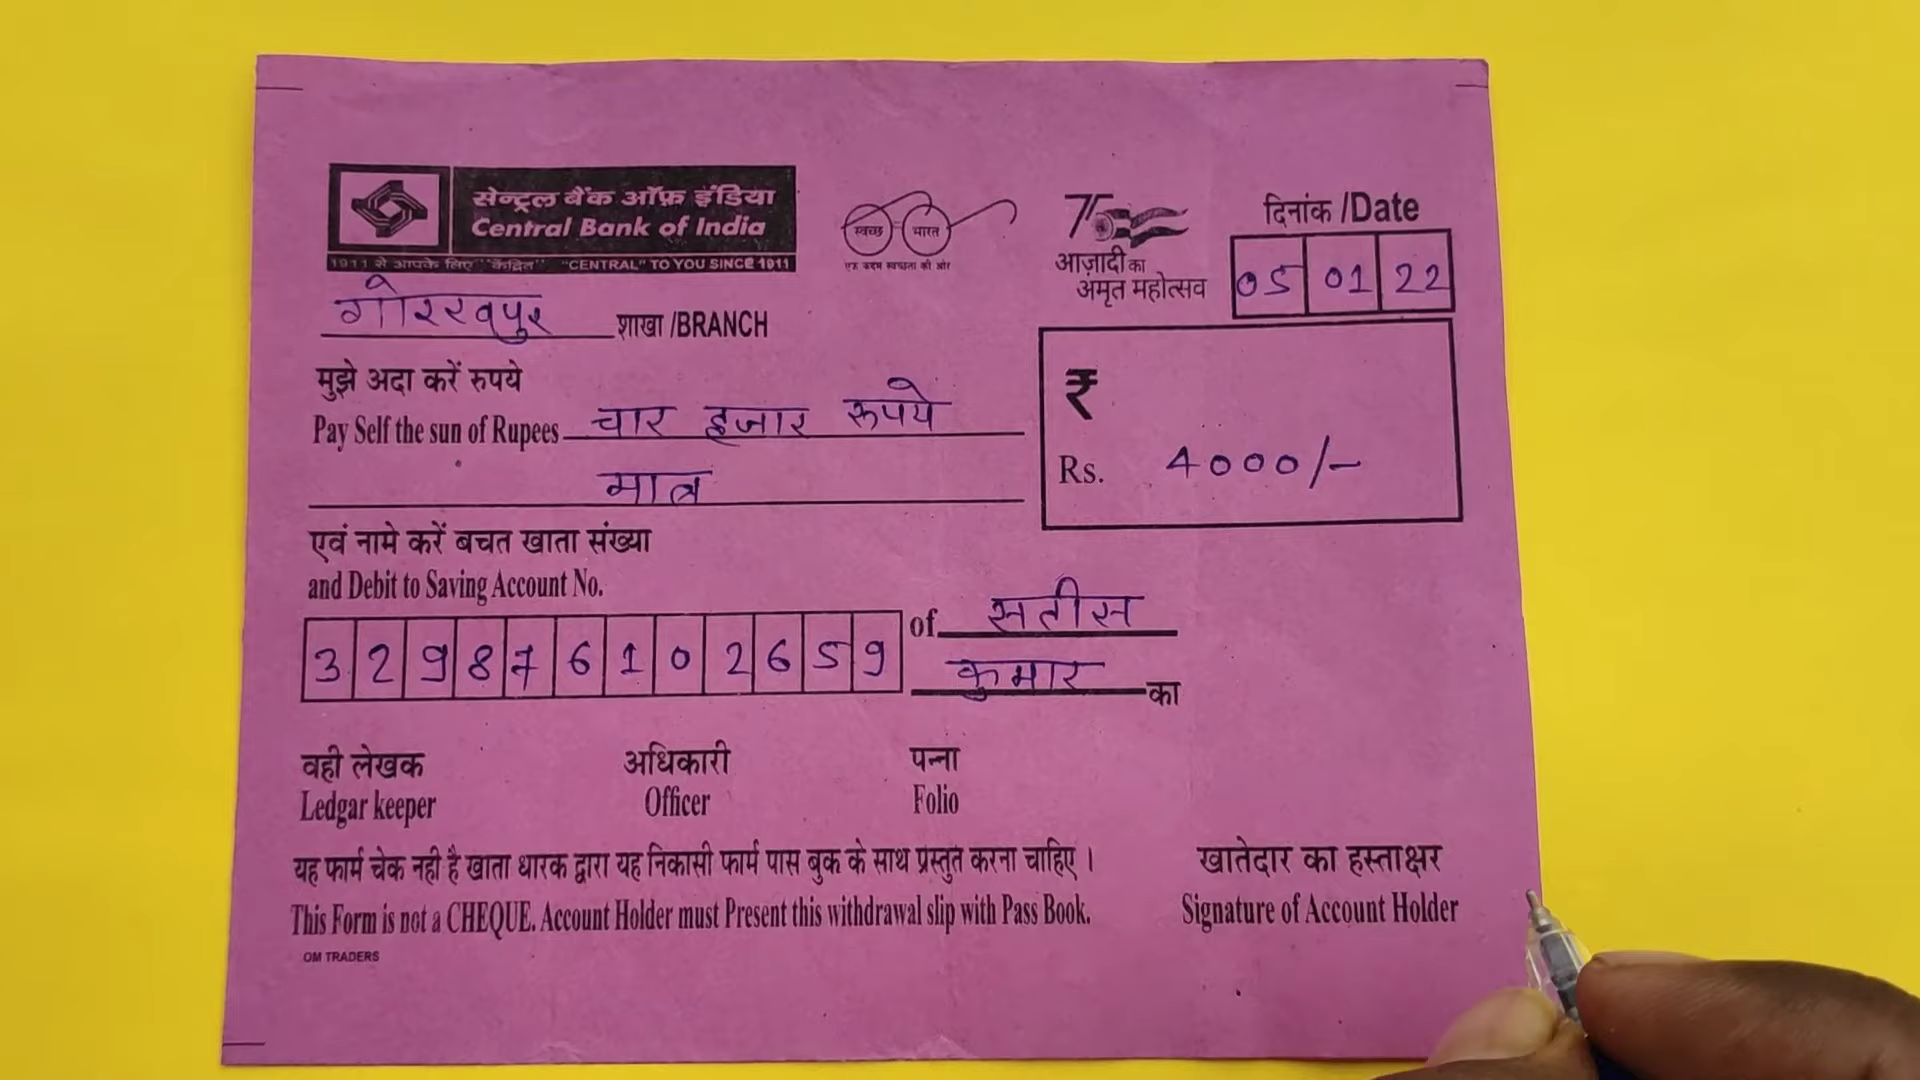 सेन्ट्रल बैंक ऑफ़ इंडिया
Central Bank of India
1911 से आपके लिए "केंद्रित" "CENTRAL" TO YOU SINCE 1911
स्वच्छ भारत
एक कदम स्वच्छता की ओर
75
आज़ादी का
अमृत महोत्सव
दिनांक /Date
05 01 22
गोरखपुर शाखा /BRANCH
मुझे अदा करें रुपये
Pay Self the sun of Rupees चार हजार रूपये
मात्र
₹
Rs. 4000/-
एवं नामे करें बचत खाता संख्या
and Debit to Saving Account No.
3 2 9 8 7 6 1 0 2 6 5 9 of सतीस
कुमार का
वही लेखक अधिकारी पन्ना
Ledgar keeper Officer Folio
यह फार्म चेक नही है खाता धारक द्वारा यह निकासी फार्म पास बुक के साथ प्रस्तुत करना चाहिए ।
This Form is not a CHEQUE. Account Holder must Present this withdrawal slip with Pass Book.
खातेदार का हस्ताक्षर
Signature of Account Holder
OM TRADERS